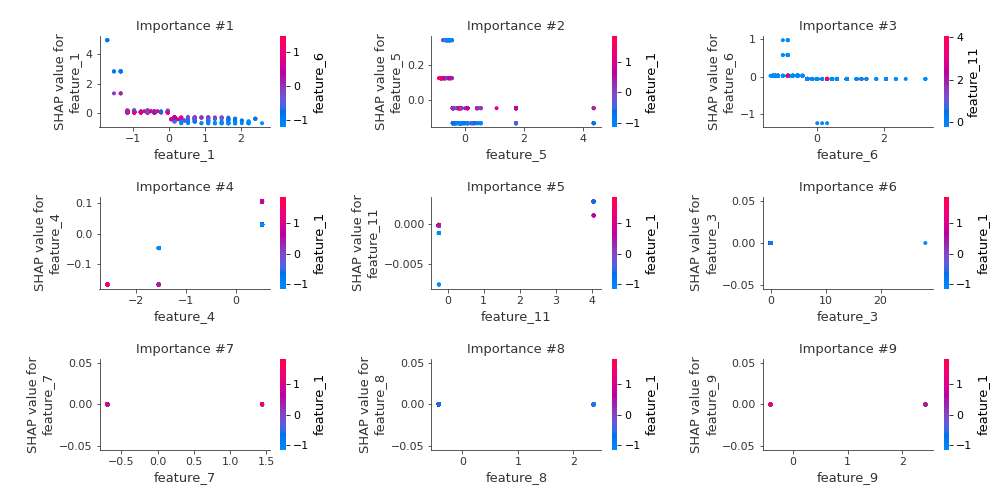 Importance #1
SHAP value for
feature_1
4
2
0
−1
0
1
2
feature_1
1
0
−1
feature_6
Importance #2
SHAP value for
feature_5
0.2
0.0
0
2
4
feature_5
1
0
−1
feature_1
Importance #3
SHAP value for
feature_6
1
0
−1
0
2
feature_6
4
2
0
feature_11
Importance #4
SHAP value for
feature_4
0.1
0.0
−0.1
−2
−1
0
feature_4
1
0
−1
feature_1
Importance #5
SHAP value for
feature_11
0.000
−0.005
0
1
2
3
4
feature_11
1
0
−1
feature_1
Importance #6
SHAP value for
feature_3
0.05
0.00
−0.05
0
10
20
feature_3
1
0
−1
feature_1
Importance #7
SHAP value for
feature_7
0.05
0.00
−0.05
−0.5
0.0
0.5
1.0
1.5
feature_7
1
0
−1
feature_1
Importance #8
SHAP value for
feature_8
0.05
0.00
−0.05
0
1
2
feature_8
1
0
−1
feature_1
Importance #9
SHAP value for
feature_9
0.05
0.00
−0.05
0
1
2
feature_9
1
0
−1
feature_1